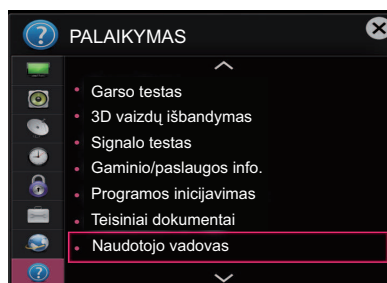 PALAIKYMAS
Garso testas
3D vaizdų išbandymas
Signalo testas
Gaminio/paslaugos info.
Programos inicijavimas
Teisiniai dokumentai
Naudotojo vadovas